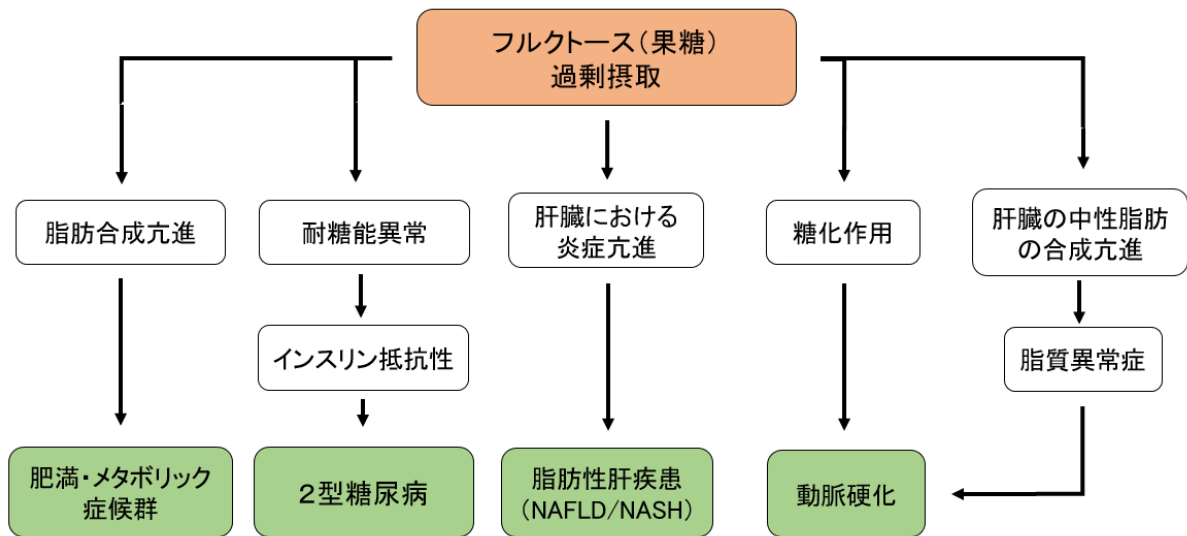 フルクトース（果糖）
過剰摂取
脂肪合成亢進
耐糖能異常
肝臓における
炎症亢進
糖化作用
肝臓の中性脂肪
の合成亢進
インスリン抵抗性
脂質異常症
肥満・メタボリック
症候群
２型糖尿病
脂肪性肝疾患
（NAFLD/NASH）
動脈硬化